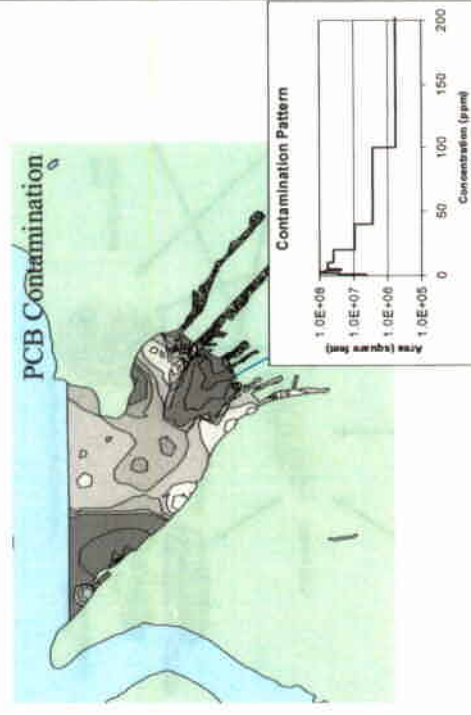 PCB Contamination
Contamination Pattern
Area (square feet)
1.0E+08
1.0E+07
1.0E+06
1.0E+05
0
50
100
150
200
Concentration (ppm)